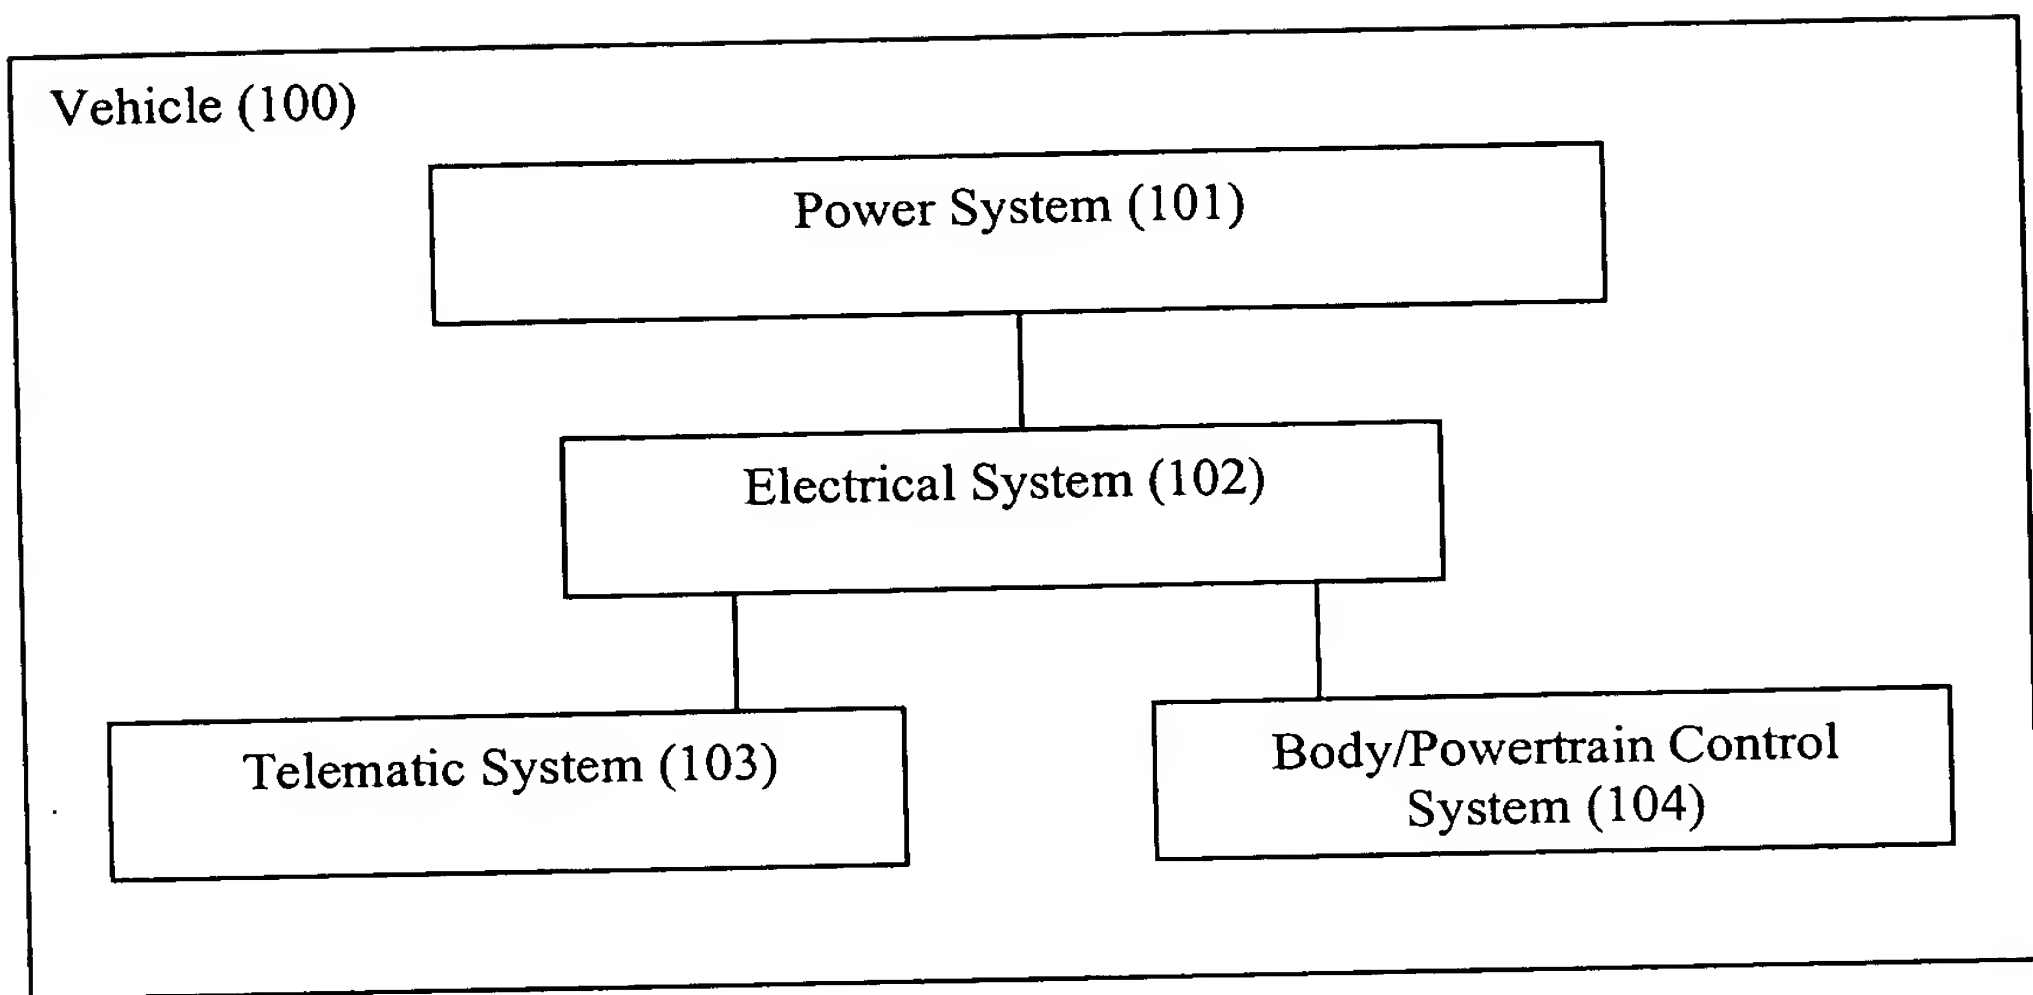 Vehicle (100)
Power System (101)
Electrical System (102)
Telematic System (103)
Body/Powertrain Control
System (104)